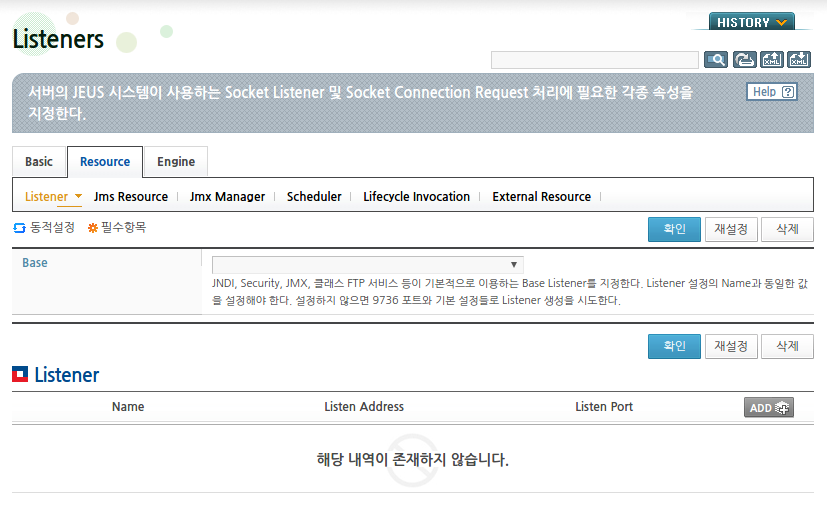 Listeners
HISTORY
XML
XML
서버의 JEUS 시스템이 사용하는 Socket Listener 및 Socket Connection Request 처리에 필요한 각종 속성을
지정한다.
Help ?
Basic
Resource
Engine
Listener
Jms Resource
Jmx Manager
Scheduler
Lifecycle Invocation
External Resource
동적설정
필수항목
확인
재설정
삭제
Base
JNDI, Security, JMX, 클래스 FTP 서비스 등이 기본적으로 이용하는 Base Listener를 지정한다. Listener 설정의 Name과 동일한 값
을 설정해야 한다. 설정하지 않으면 9736 포트와 기본 설정들로 Listener 생성을 시도한다.
확인
재설정
삭제
Listener
Name
Listen Address
Listen Port
ADD
해당 내역이 존재하지 않습니다.